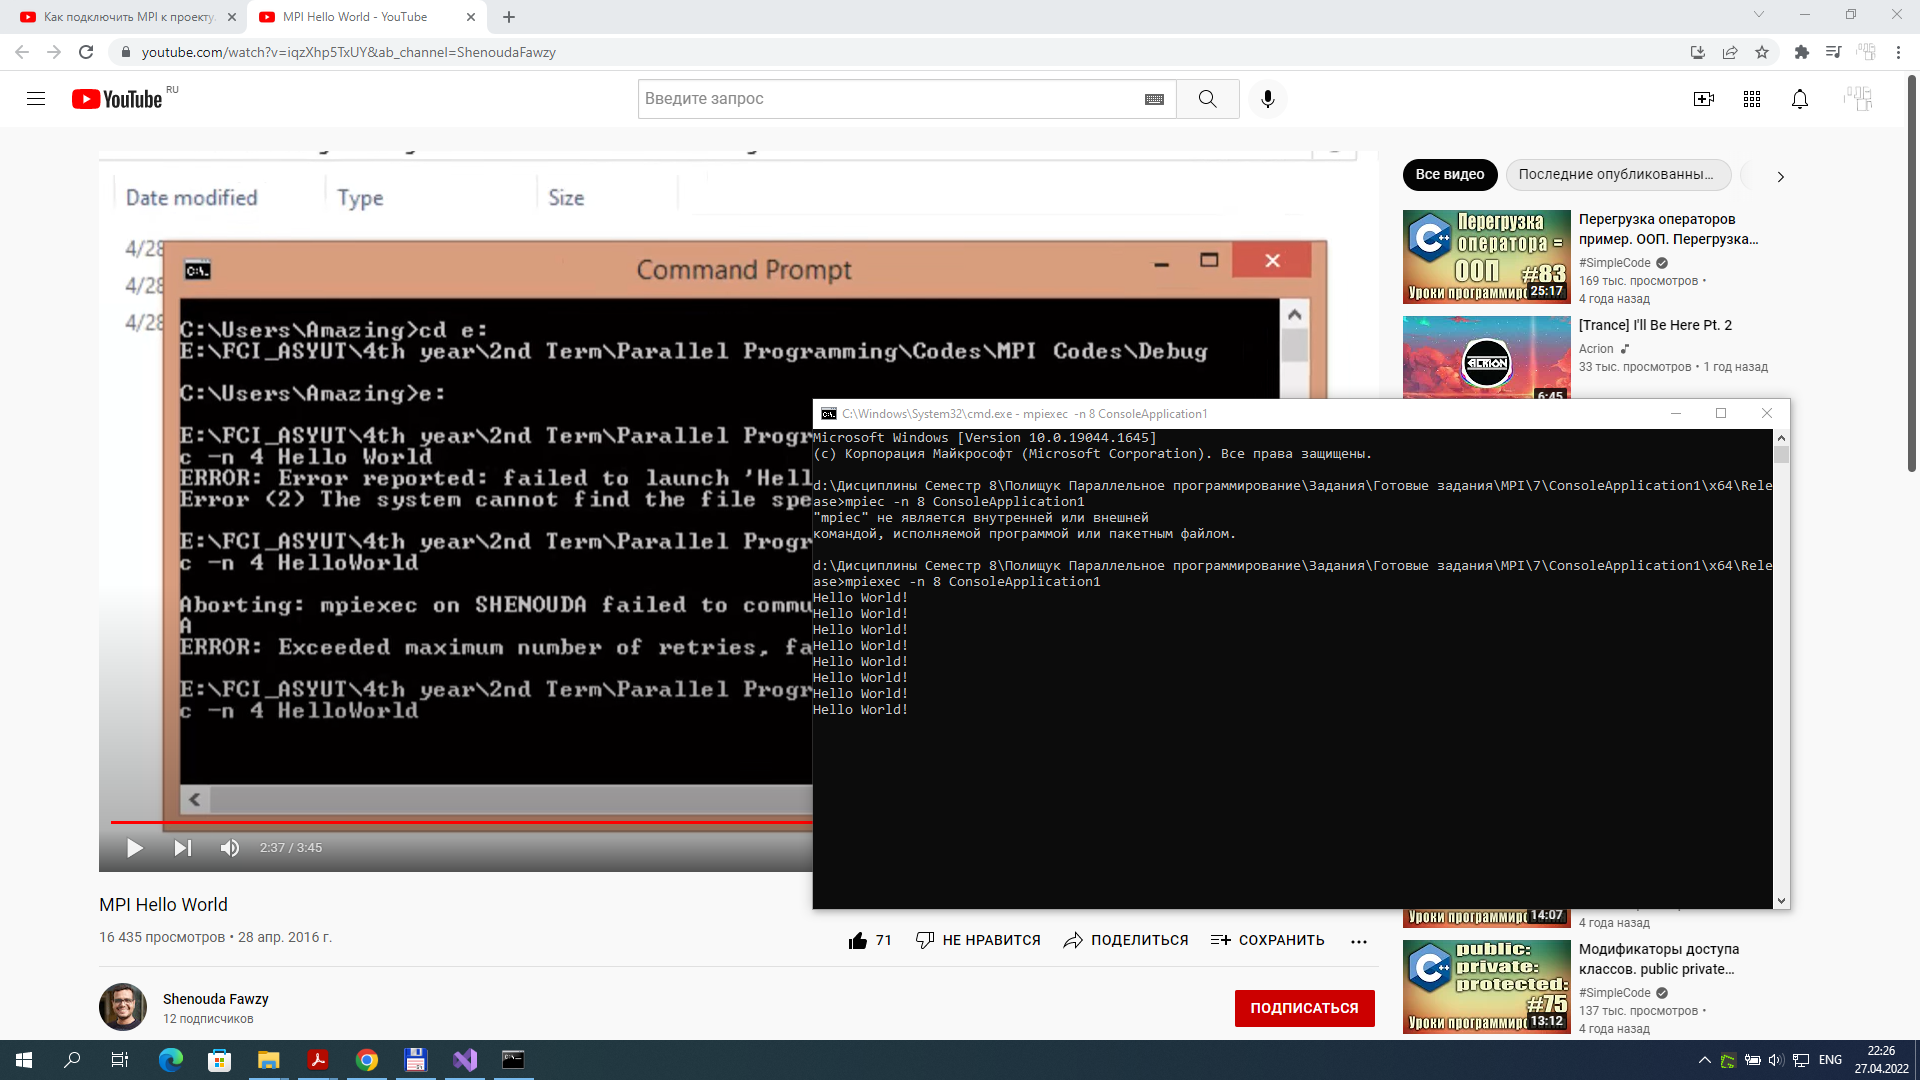 Как подключить MPI к проекту
MPI Hello World - YouTube
youtube.com/watch?v=iqzXhp5TxUY&ab_channel=ShenoudaFawzy
YouTube RU
Введите запрос
Date modified
Type
Size
4/28
4/28
4/28
Command Prompt
C:\Users\Amazing>cd e:
E:\FCI_ASYUT\4th year\2nd Term\Parallel Programming\Codes\MPI Codes\Debug
C:\Users\Amazing>e:
E:\FCI_ASYUT\4th year\2nd Term\Parallel Progr
c -n 4 Hello World
ERROR: Error reported: failed to launch 'Hell
Error (2) The system cannot find the file spe
E:\FCI_ASYUT\4th year\2nd Term\Parallel Progr
c -n 4 HelloWorld
Aborting: mpiexec on SHENOUDA failed to commu
A
ERROR: Exceeded maximum number of retries, fa
E:\FCI_ASYUT\4th year\2nd Term\Parallel Progr
c -n 4 HelloWorld
2:37 / 3:45
C:\Windows\System32\cmd.exe - mpiexec -n 8 ConsoleApplication1
Microsoft Windows [Version 10.0.19044.1645]
(c) Корпорация Майкрософт (Microsoft Corporation). Все права защищены.
d:\Дисциплины Семестр 8\Полищук Параллельное программирование\Задания\Готовые задания\MPI\7\ConsoleApplication1\x64\Rele
ase>mpiec -n 8 ConsoleApplication1
"mpiec" не является внутренней или внешней
командой, исполняемой программой или пакетным файлом.
d:\Дисциплины Семестр 8\Полищук Параллельное программирование\Задания\Готовые задания\MPI\7\ConsoleApplication1\x64\Rele
ase>mpiexec -n 8 ConsoleApplication1
Hello World!
Hello World!
Hello World!
Hello World!
Hello World!
Hello World!
Hello World!
Hello World!
MPI Hello World
16 435 просмотров • 28 апр. 2016 г.
71
НЕ НРАВИТСЯ
ПОДЕЛИТЬСЯ
СОХРАНИТЬ
Shenouda Fawzy
12 подписчиков
ПОДПИСАТЬСЯ
Все видео
Последние опубликованны...
Перегрузка
оператора =
ООП #83
Уроки программиро
25:17
Перегрузка операторов
пример. ООП. Перегрузка...
#SimpleCode
169 тыс. просмотров •
4 года назад
ACRION
6:45
[Trance] I'll Be Here Pt. 2
Acrion
33 тыс. просмотров • 1 год назад
Уроки программиро
14:07
4 года назад
public:
private:
protected:
#75
Уроки программиро
13:12
Модификаторы доступа
классов. public private...
#SimpleCode
137 тыс. просмотров •
4 года назад
ENG
22:26
27.04.2022